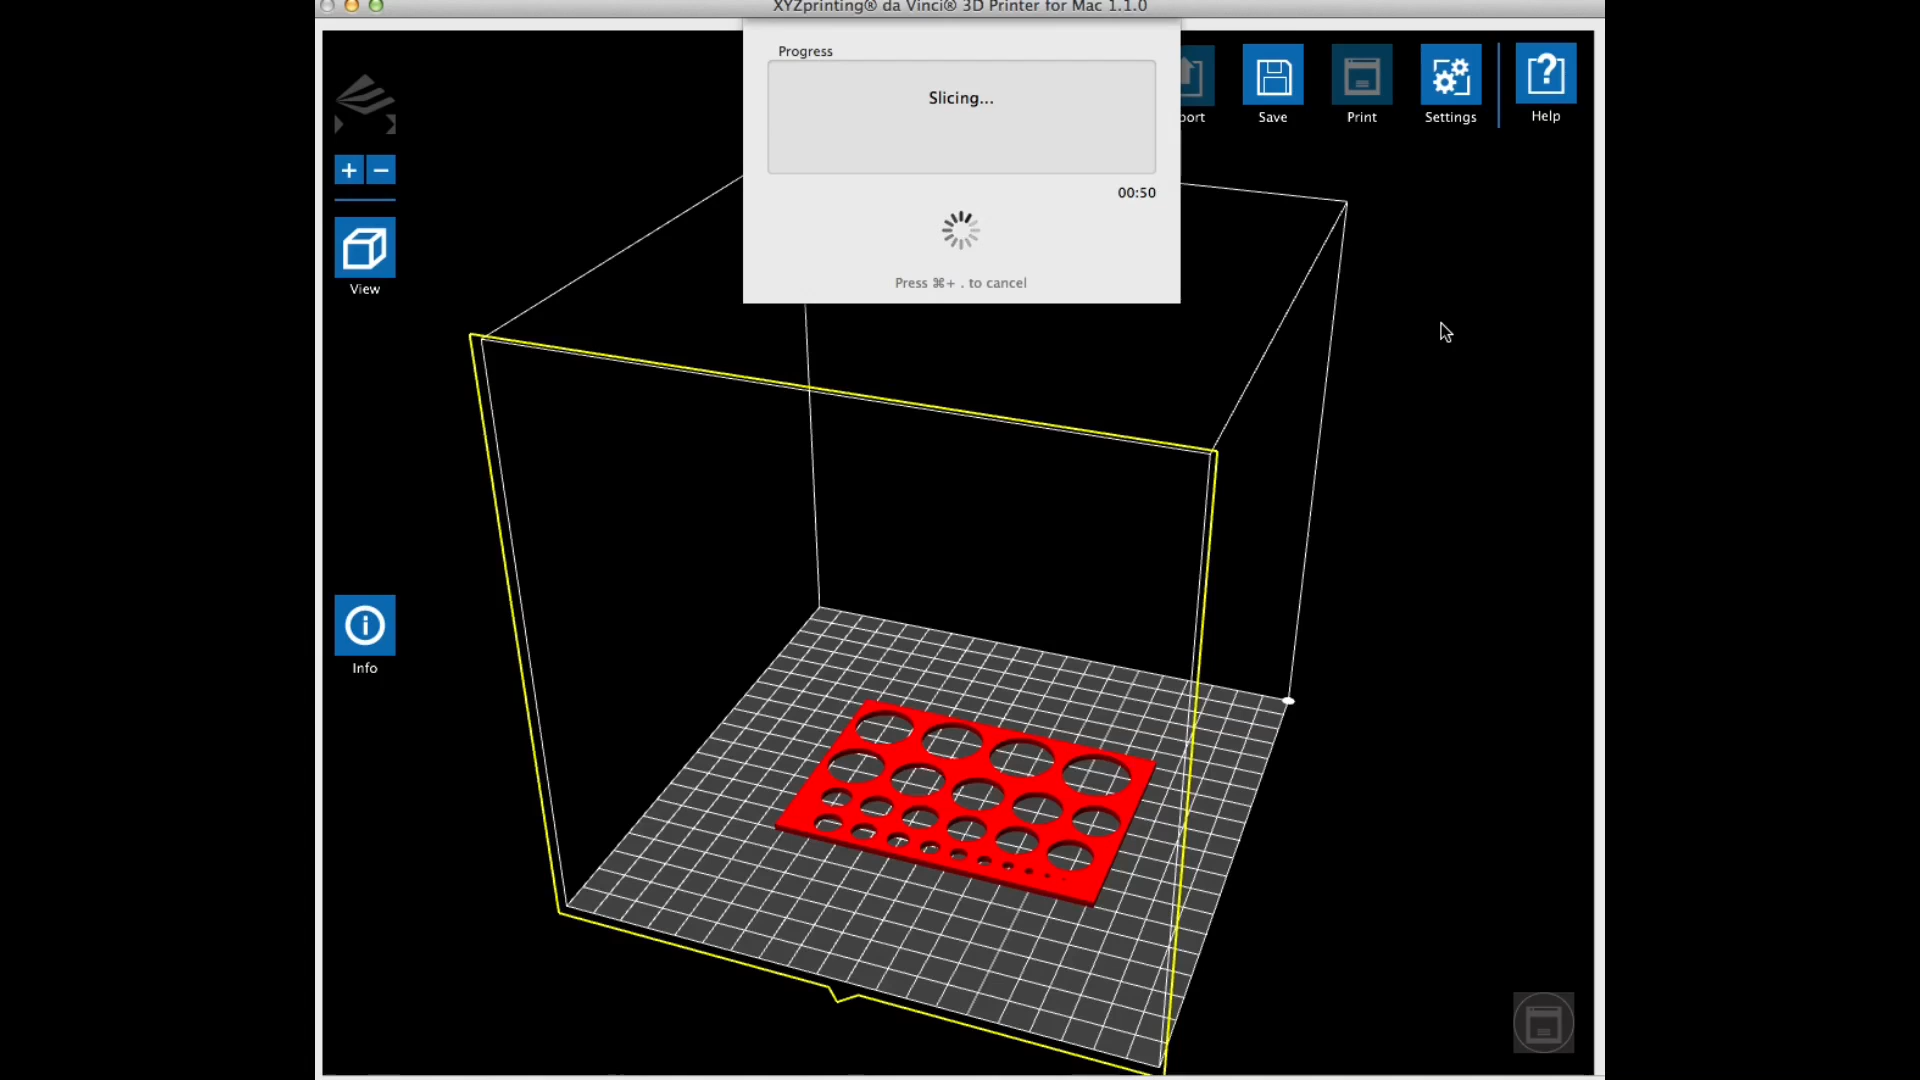 XYZprinting® da Vinci® 3D Printer for Mac 1.1.0
Progress
Slicing...
00:50
Press ⌘+ . to cancel
port
Save
Print
Settings
Help
View
Info